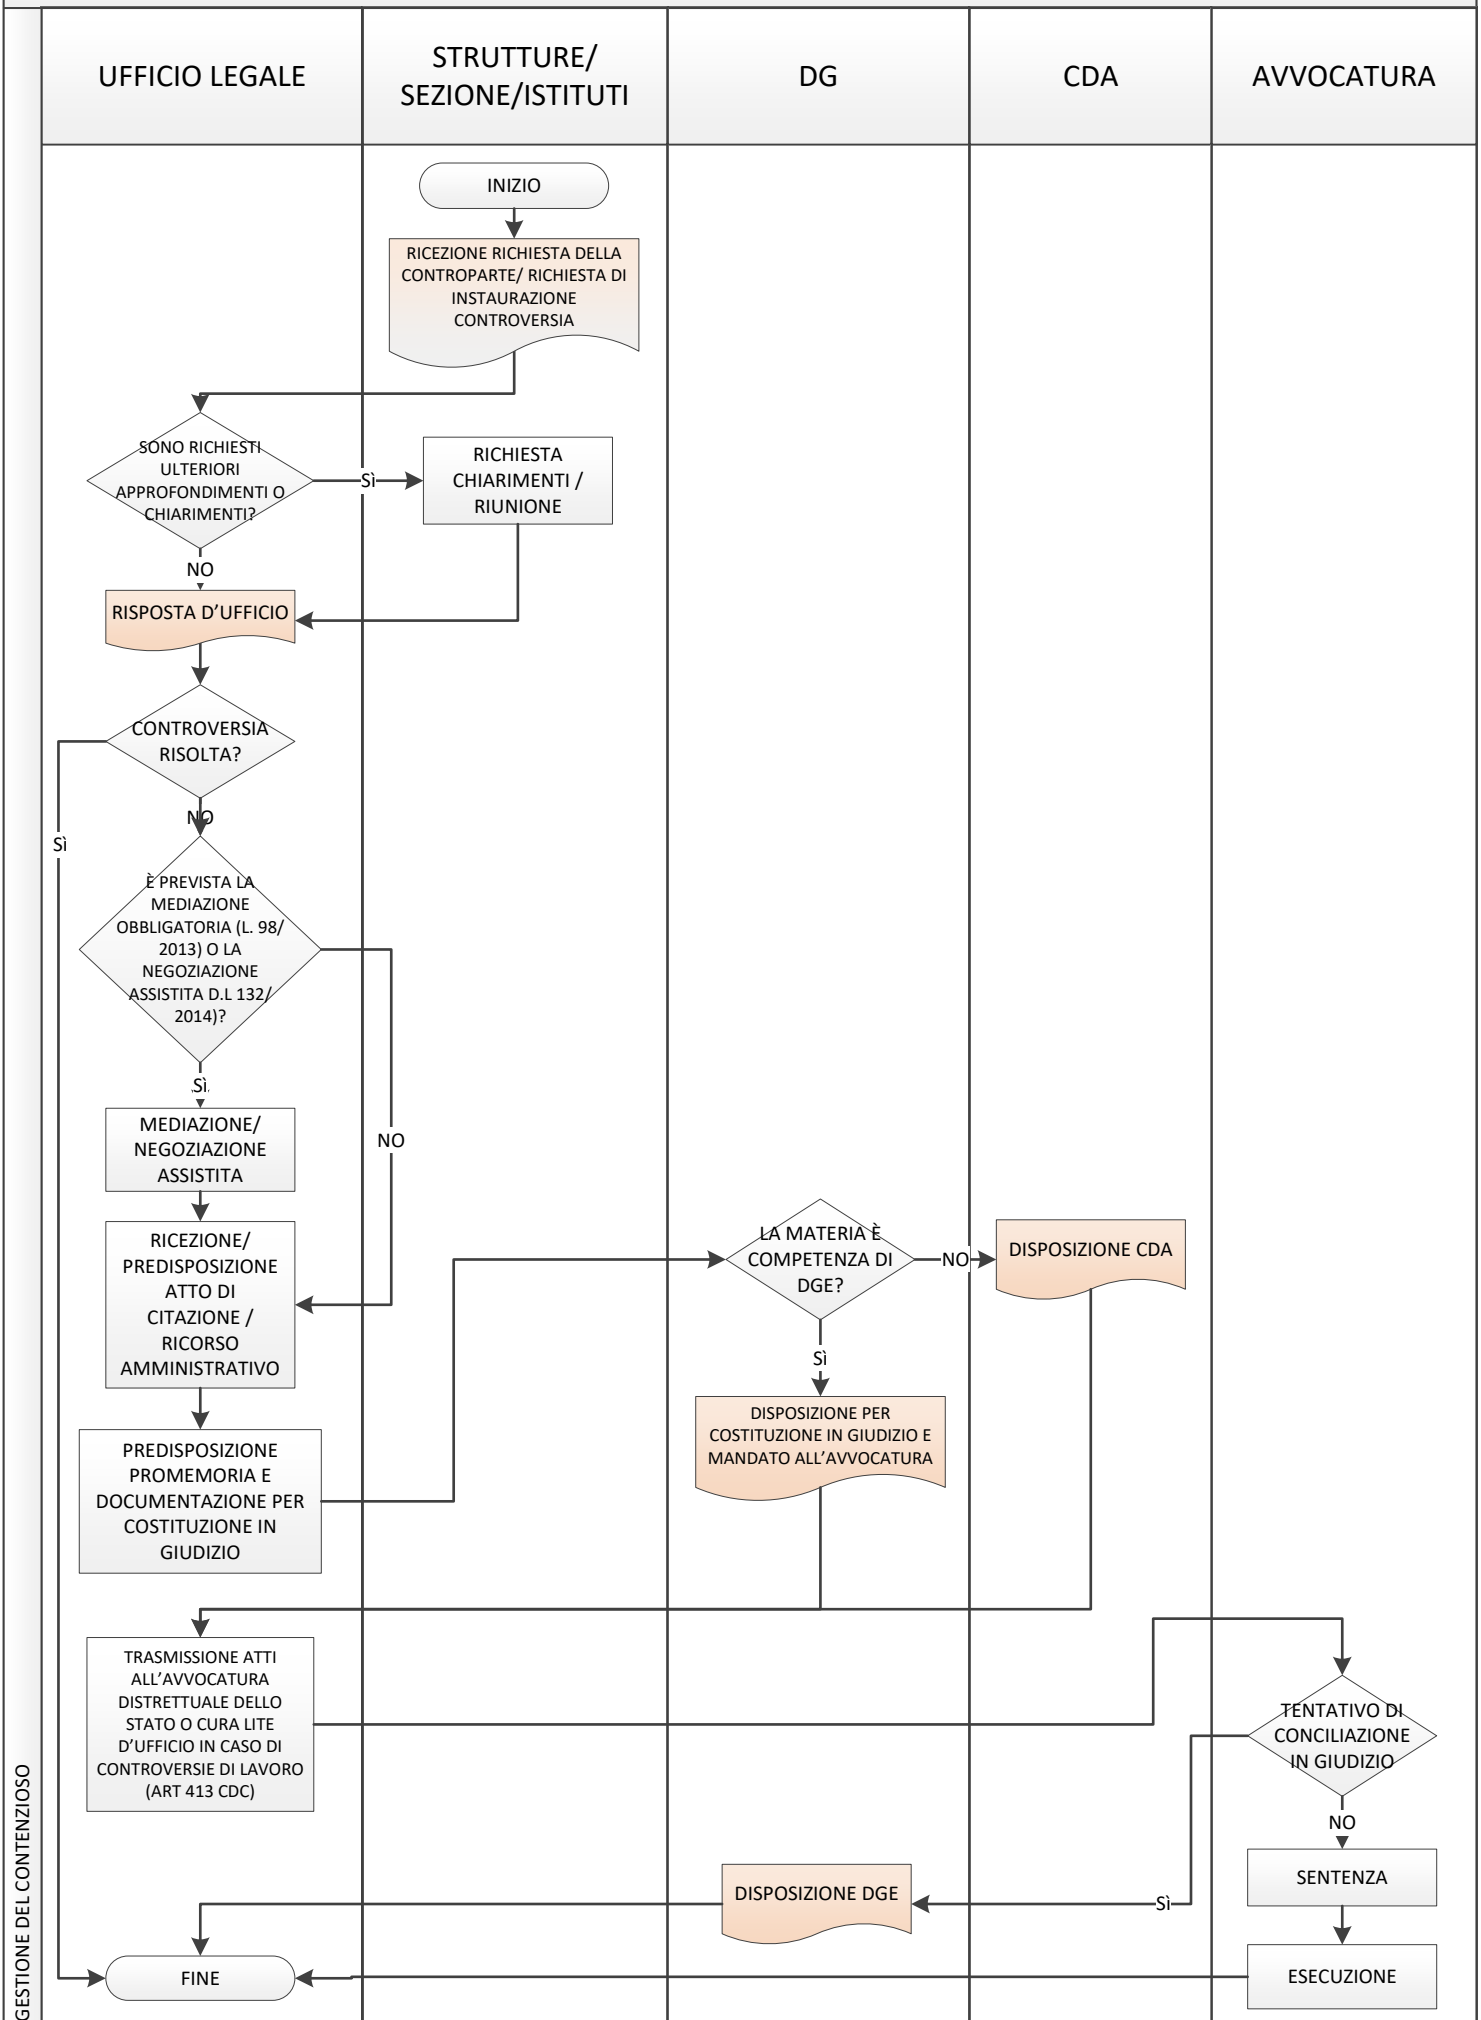 UFFICIO LEGALE
STRUTTURE/
SEZIONE/ISTITUTI
DG
CDA
AVVOCATURA
INIZIO
RICEZIONE RICHIESTA DELLA
CONTROPARTE/ RICHIESTA DI
INSTAURAZIONE
CONTROVERSIA
SONO RICHIESTI
ULTERIORI
APPROFONDIMENTI O
CHIARIMENTI?
Sì
RICHIESTA
CHIARIMENTI /
RIUNIONE
NO
RISPOSTA D'UFFICIO
CONTROVERSIA
RISOLTA?
NO
Sì
È PREVISTA LA
MEDIAZIONE
OBBLIGATORIA (L. 98/
2013) O LA
NEGOZIAZIONE
ASSISTITA D.L 132/
2014)?
Sì
NO
MEDIAZIONE/
NEGOZIAZIONE
ASSISTITA
RICEZIONE/
PREDISPOSIZIONE
ATTO DI
CITAZIONE /
RICORSO
AMMINISTRATIVO
LA MATERIA È
COMPETENZA DI
DGE?
NO
DISPOSIZIONE CDA
Sì
DISPOSIZIONE PER
COSTITUZIONE IN GIUDIZIO E
MANDATO ALL'AVVOCATURA
PREDISPOSIZIONE
PROMEMORIA E
DOCUMENTAZIONE PER
COSTITUZIONE IN
GIUDIZIO
TRASMISSIONE ATTI
ALL'AVVOCATURA
DISTRETTUALE DELLO
STATO O CURA LITE
D'UFFICIO IN CASO DI
CONTROVERSIE DI LAVORO
(ART 413 CDC)
TENTATIVO DI
CONCILIAZIONE
IN GIUDIZIO
NO
SENTENZA
Sì
DISPOSIZIONE DGE
ESECUZIONE
FINE
GESTIONE DEL CONTENZIOSO